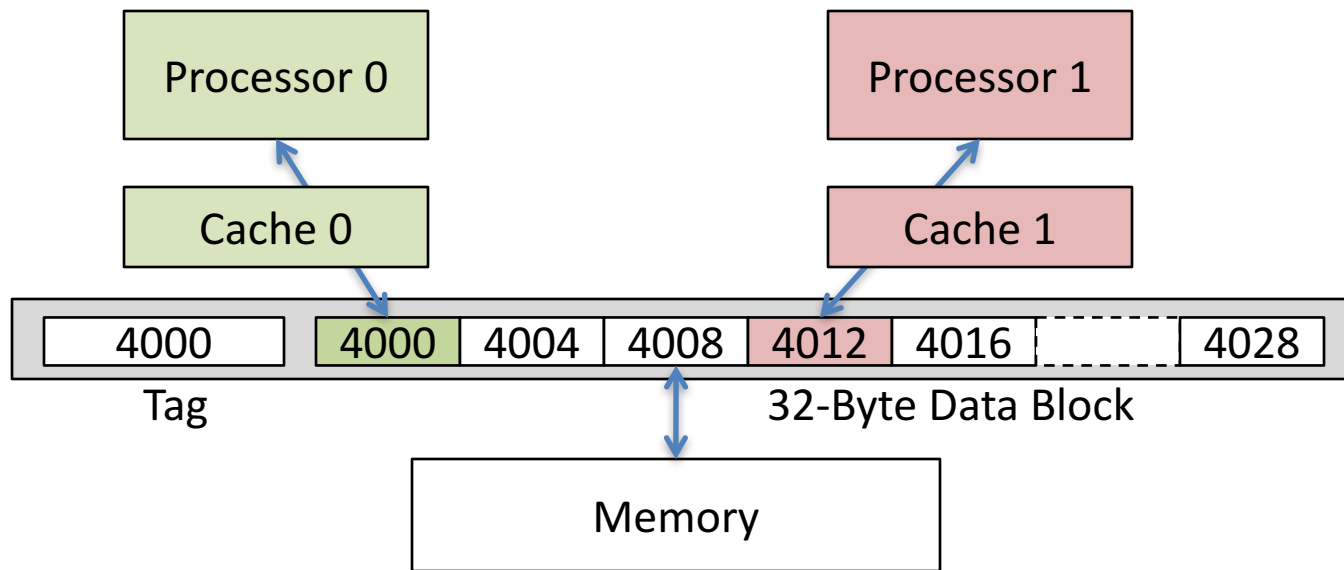 Processor 0
Processor 1
Cache 0
Cache 1
4000
4000 4004 4008 4012 4016 4028
Tag
32-Byte Data Block
Memory